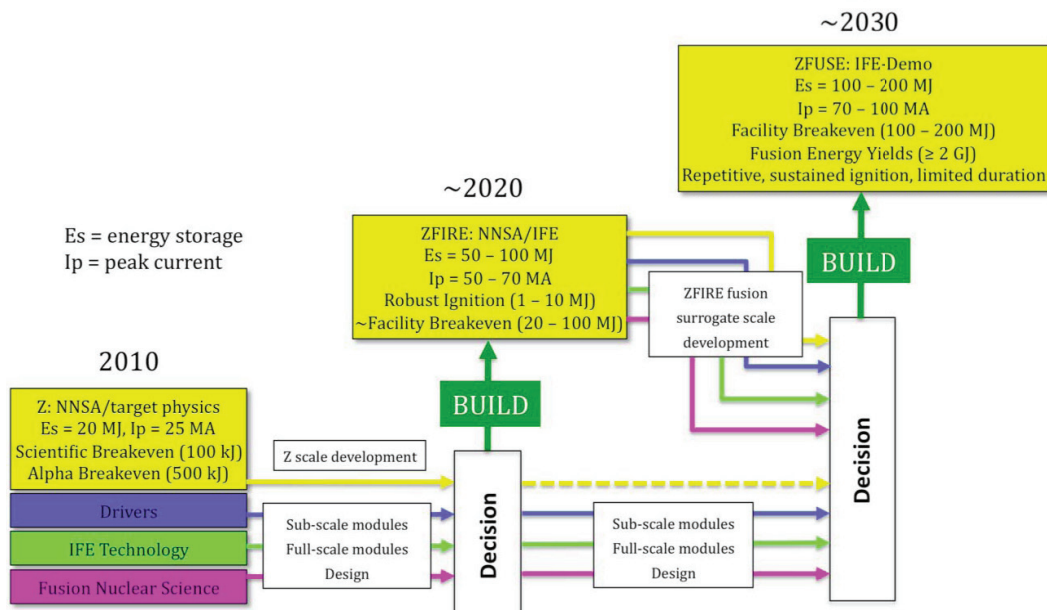 ~2030
ZFUSE: IFE-Demo
Es = 100 – 200 MJ
Ip = 70 – 100 MA
Facility Breakeven (100 – 200 MJ)
Fusion Energy Yields (≥ 2 GJ)
Repetitive, sustained ignition, limited duration
~2020
ZFIRE: NNSA/IFE
Es = 50 – 100 MJ
Ip = 50 – 70 MA
Robust Ignition (1 – 10 MJ)
~Facility Breakeven (20 – 100 MJ)
Es = energy storage
Ip = peak current
BUILD
ZFIRE fusion
surrogate scale
development
2010
Z: NNSA/target physics
Es = 20 MJ, Ip = 25 MA
Scientific Breakeven (100 kJ)
Alpha Breakeven (500 kJ)
BUILD
Z scale development
Drivers
IFE Technology
Fusion Nuclear Science
Sub-scale modules
Full-scale modules
Design
Decision
Sub-scale modules
Full-scale modules
Design
Decision